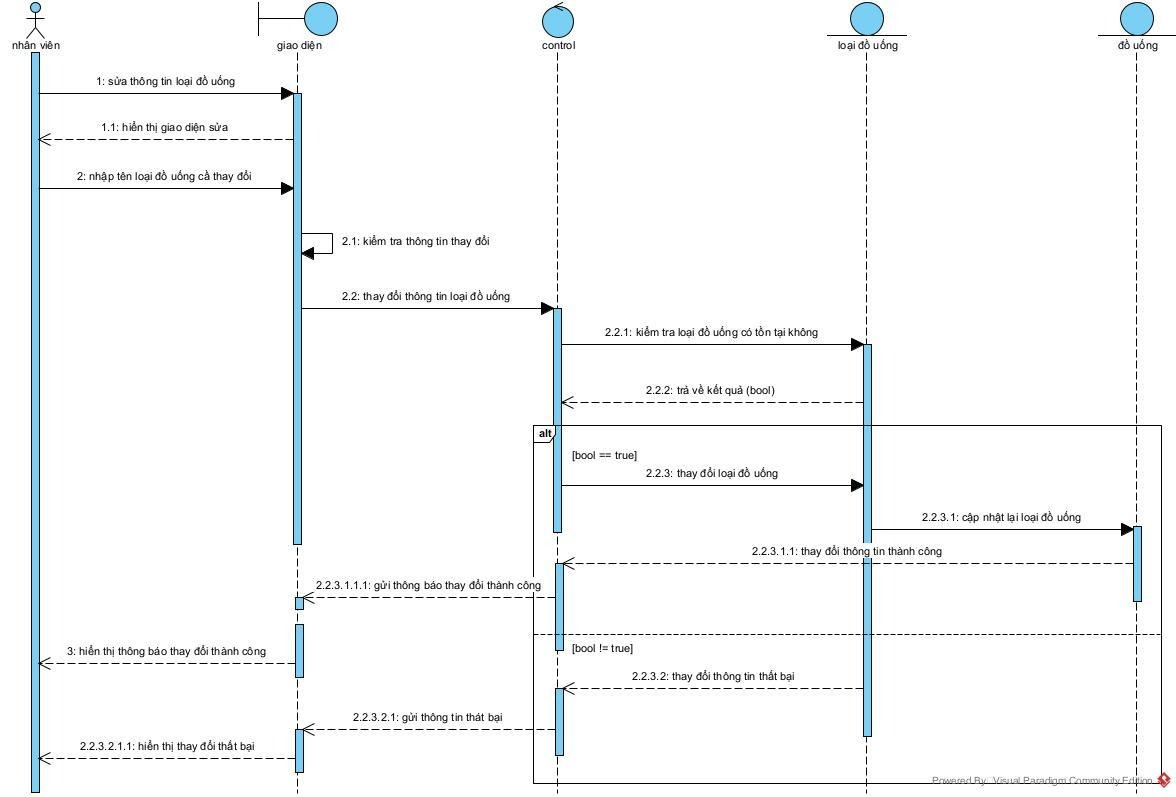 nhân viên
giao diện
control
loại đồ uống
đồ uống
1: sửa thông tin loại đồ uống
1.1: hiển thị giao diện sửa
2: nhập tên loại đồ uống cầ thay đổi
2.1: kiểm tra thông tin thay đổi
2.2: thay đổi thông tin loại đồ uống
2.2.1: kiểm tra loại đồ uống có tồn tại không
2.2.2: trả về kết quả (bool)
alt
[bool == true]
2.2.3: thay đổi loại đồ uống
2.2.3.1: cập nhật lại loại đồ uống
2.2.3.1.1: thay đổi thông tin thành công
2.2.3.1.1.1: gửi thông báo thay đổi thành công
3: hiển thị thông báo thay đổi thành công
[bool != true]
2.2.3.2: thay đổi thông tin thất bại
2.2.3.2.1: gửi thông tin thát bại
2.2.3.2.1.1: hiển thị thay đổi thất bại
Powered By: Visual Paradigm Community Edition